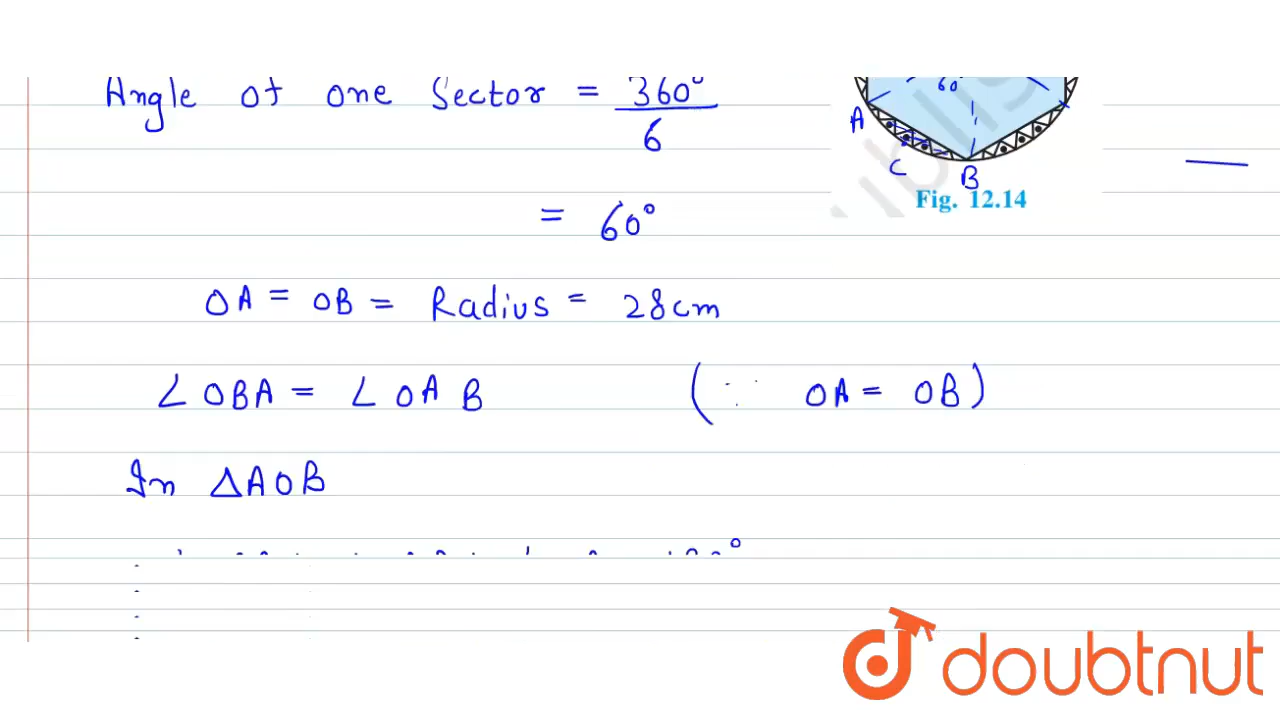 Angle of one Sector = 360°
6
60°
A
C
B
Fig. 12.14
= 60°
OA = OB = Radius = 28cm
∠OBA = ∠OAB (∵ OA = OB)
In ΔAOB
doubtnut